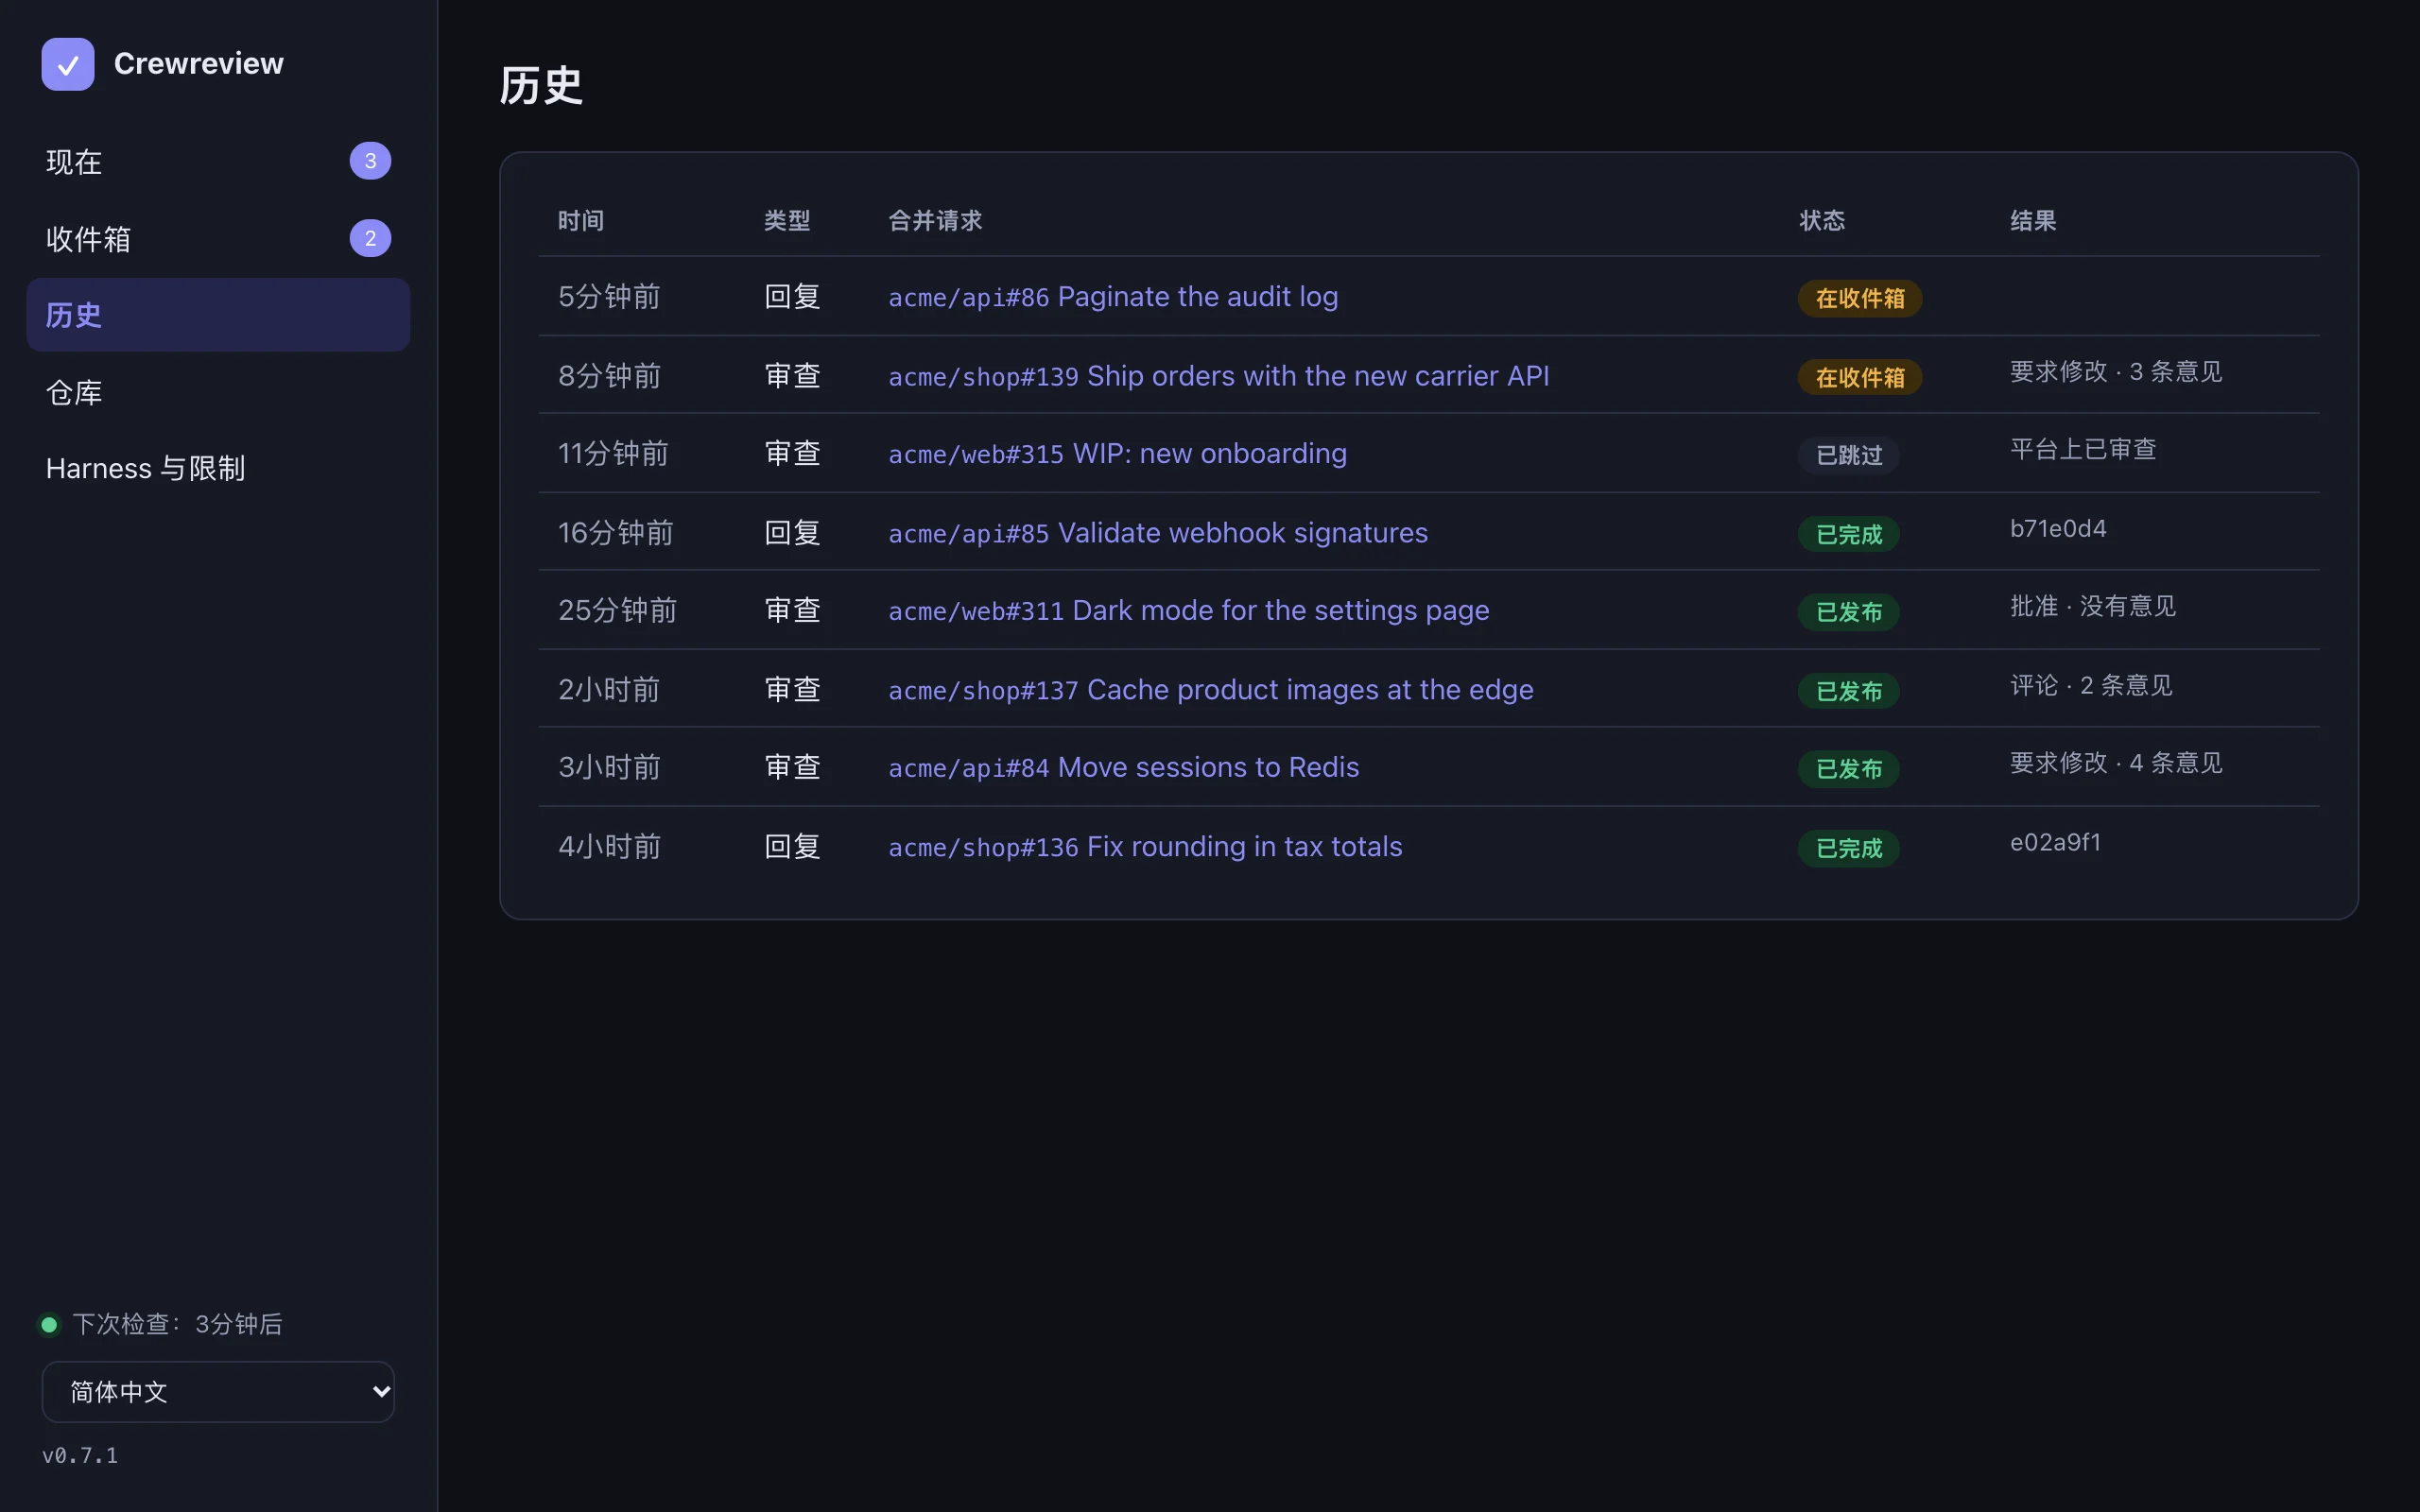 Crewreview
现在 3
收件箱 2
历史
仓库
Harness 与限制
下次检查：3分钟后
简体中文
v0.7.1
历史
时间 类型 合并请求 状态 结果
5分钟前 回复 acme/api#86 Paginate the audit log 在收件箱
8分钟前 审查 acme/shop#139 Ship orders with the new carrier API 在收件箱 要求修改 · 3 条意见
11分钟前 审查 acme/web#315 WIP: new onboarding 已跳过 平台上已审查
16分钟前 回复 acme/api#85 Validate webhook signatures 已完成 b71e0d4
25分钟前 审查 acme/web#311 Dark mode for the settings page 已发布 批准 · 没有意见
2小时前 审查 acme/shop#137 Cache product images at the edge 已发布 评论 · 2 条意见
3小时前 审查 acme/api#84 Move sessions to Redis 已发布 要求修改 · 4 条意见
4小时前 回复 acme/shop#136 Fix rounding in tax totals 已完成 e02a9f1